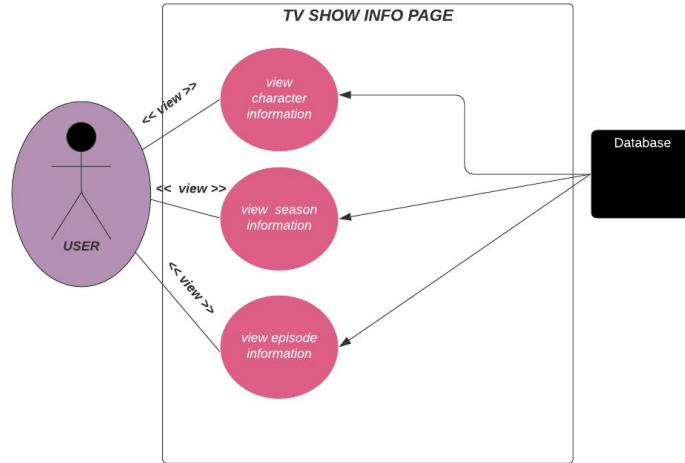 TV SHOW INFO PAGE
<< view >>
view
character
information
Database
<< view >>
view season
information
USER
<< view >>
view episode
information